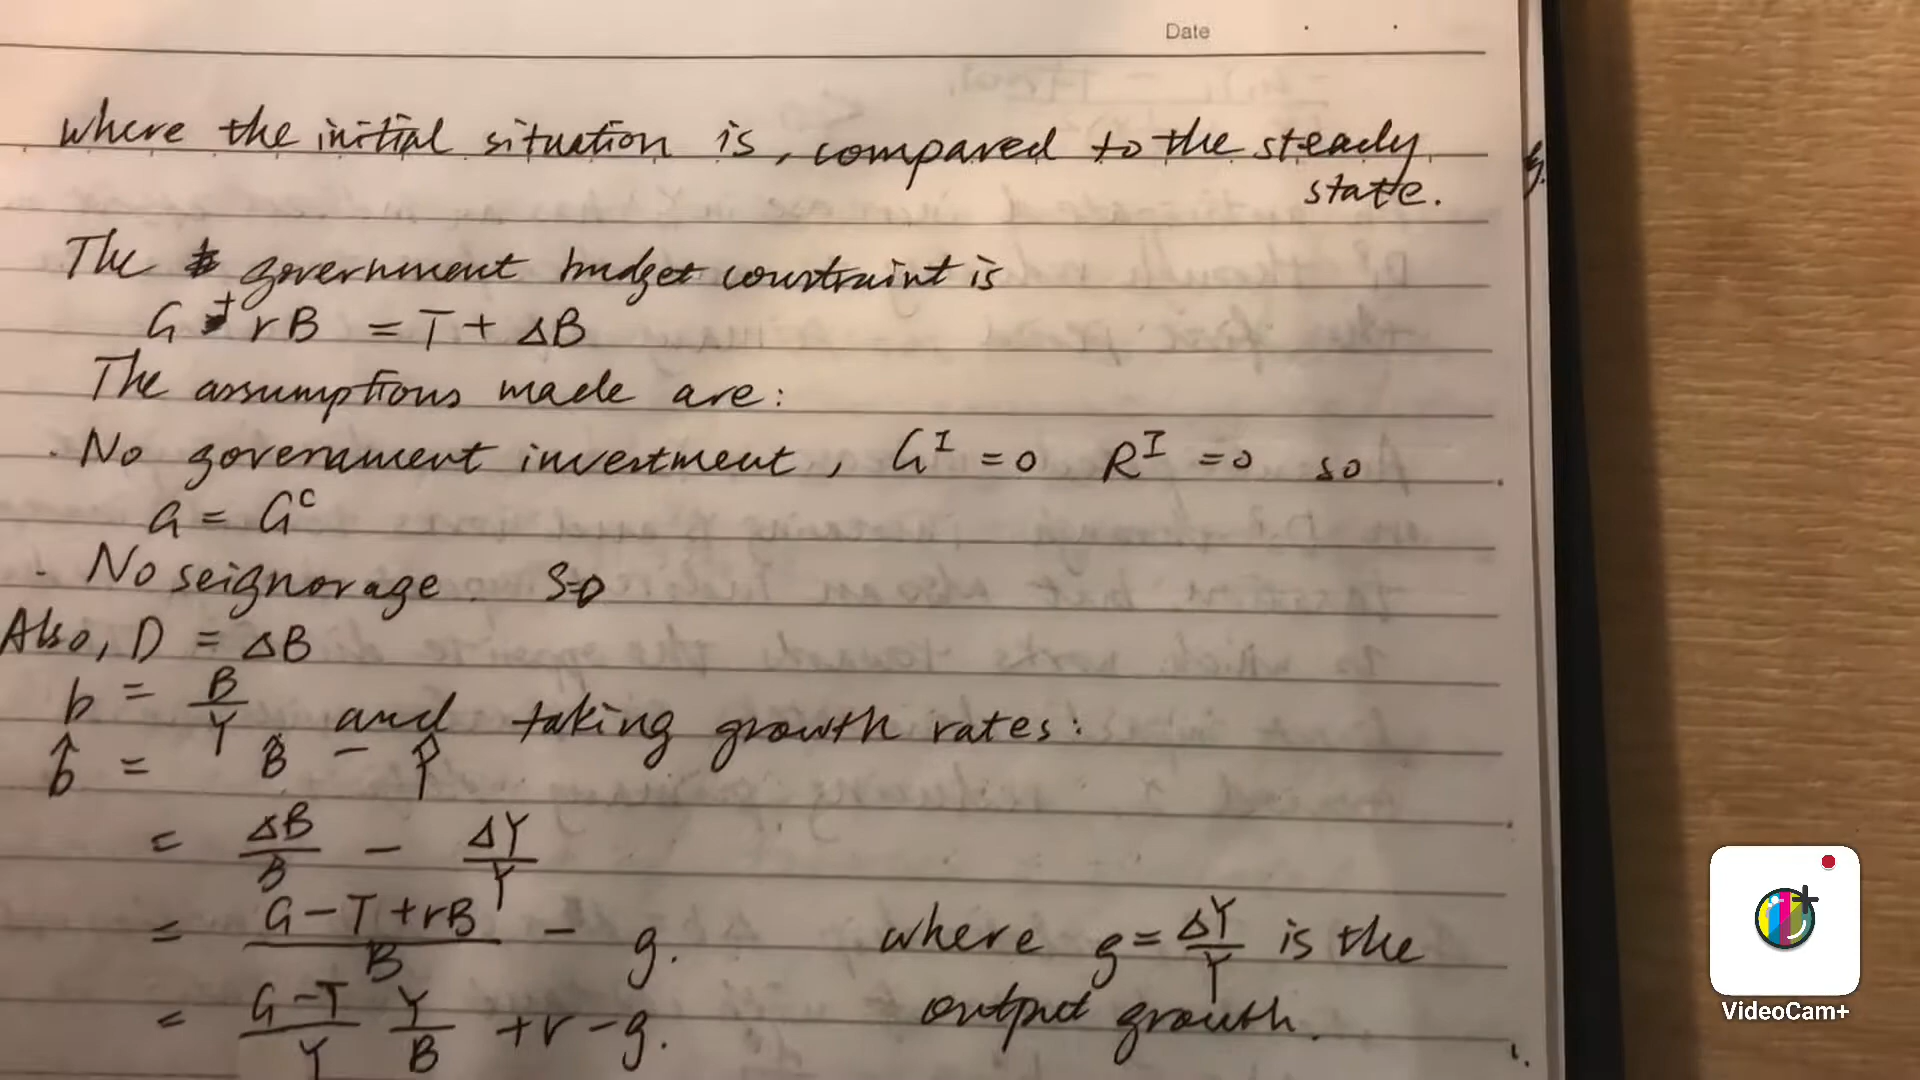 Date
where the initial situation is, compared to the steady
state.
The government budget constraint is
G + rB = T + ΔB
The assumptions made are:
. No government investment, G^I = 0 R^I = 0 so
G = G^c
. No seignorage. S=0
Also, D = ΔB
b = B/Y and taking growth rates:
b̂ = B̂ - Ŷ
= ΔB/B - ΔY/Y
= (G-T+rB)/B - g. where g = ΔY/Y is the
= (G-T)/Y Y/B + r - g. output growth.
VideoCam+